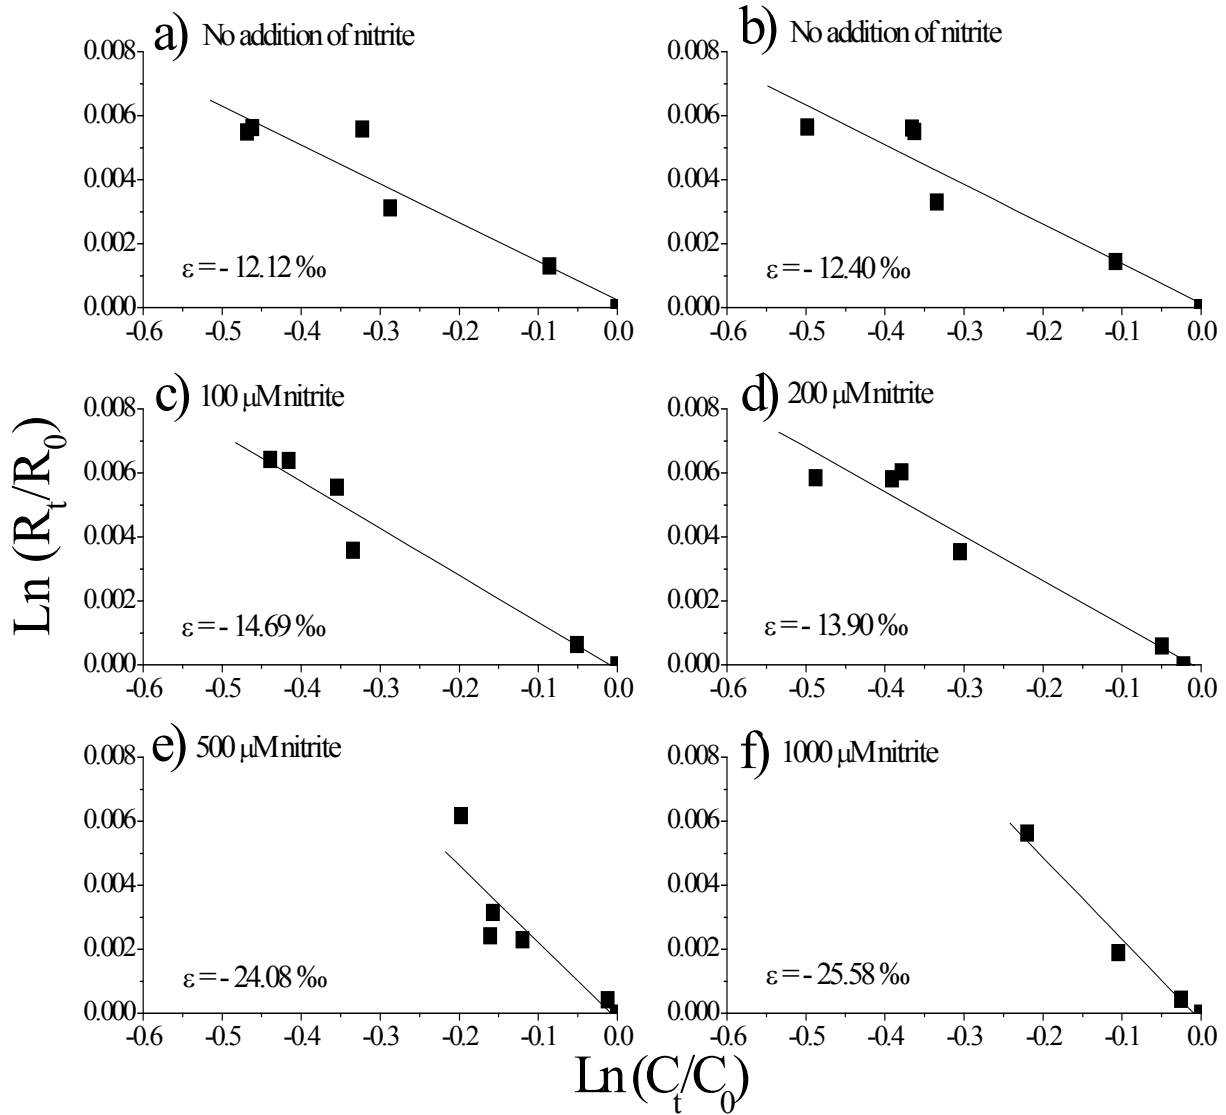 a) No addition of nitrite
0.008
0.006
0.004
0.002
0.000
ε = - 12.12 ‰
-0.6 -0.5 -0.4 -0.3 -0.2 -0.1 0.0
b) No addition of nitrite
0.008
0.006
0.004
0.002
0.000
ε = - 12.40 ‰
-0.6 -0.5 -0.4 -0.3 -0.2 -0.1 0.0
c) 100 μM nitrite
0.008
0.006
0.004
0.002
0.000
ε = - 14.69 ‰
-0.6 -0.5 -0.4 -0.3 -0.2 -0.1 0.0
d) 200 μM nitrite
0.008
0.006
0.004
0.002
0.000
ε = - 13.90 ‰
-0.6 -0.5 -0.4 -0.3 -0.2 -0.1 0.0
e) 500 μM nitrite
0.008
0.006
0.004
0.002
0.000
ε = - 24.08 ‰
-0.6 -0.5 -0.4 -0.3 -0.2 -0.1 0.0
f) 1000 μM nitrite
0.008
0.006
0.004
0.002
0.000
ε = - 25.58 ‰
-0.6 -0.5 -0.4 -0.3 -0.2 -0.1 0.0
Ln (R_t/R_0)
Ln (C_t/C_0)